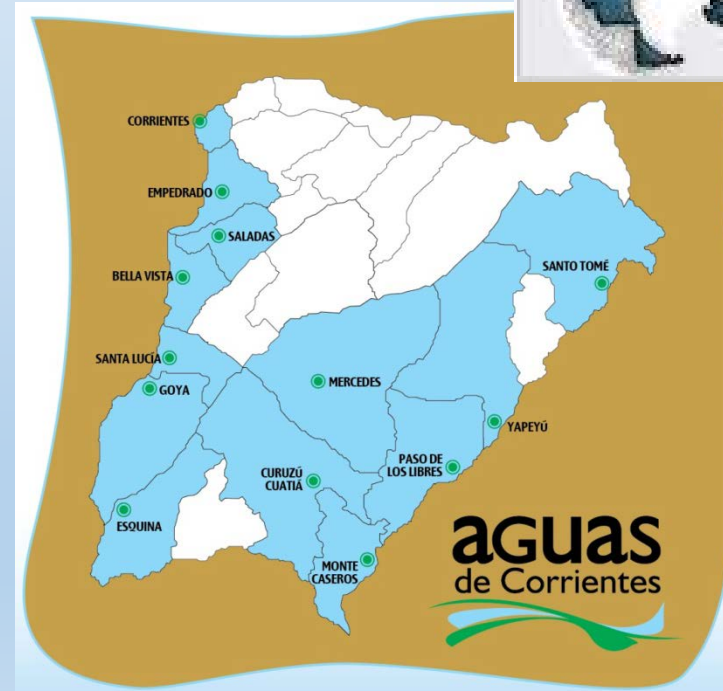 CORRIENTES
EMPEDRADO
SALADAS
SANTO TOMÉ
BELLA VISTA
SANTA LUCÍA
GOYA
MERCEDES
YAPEYÚ
PASO DE
LOS LIBRES
CURUZÚ
CUATIÁ
ESQUINA
MONTE
CASEROS
aGuas
de Corrientes